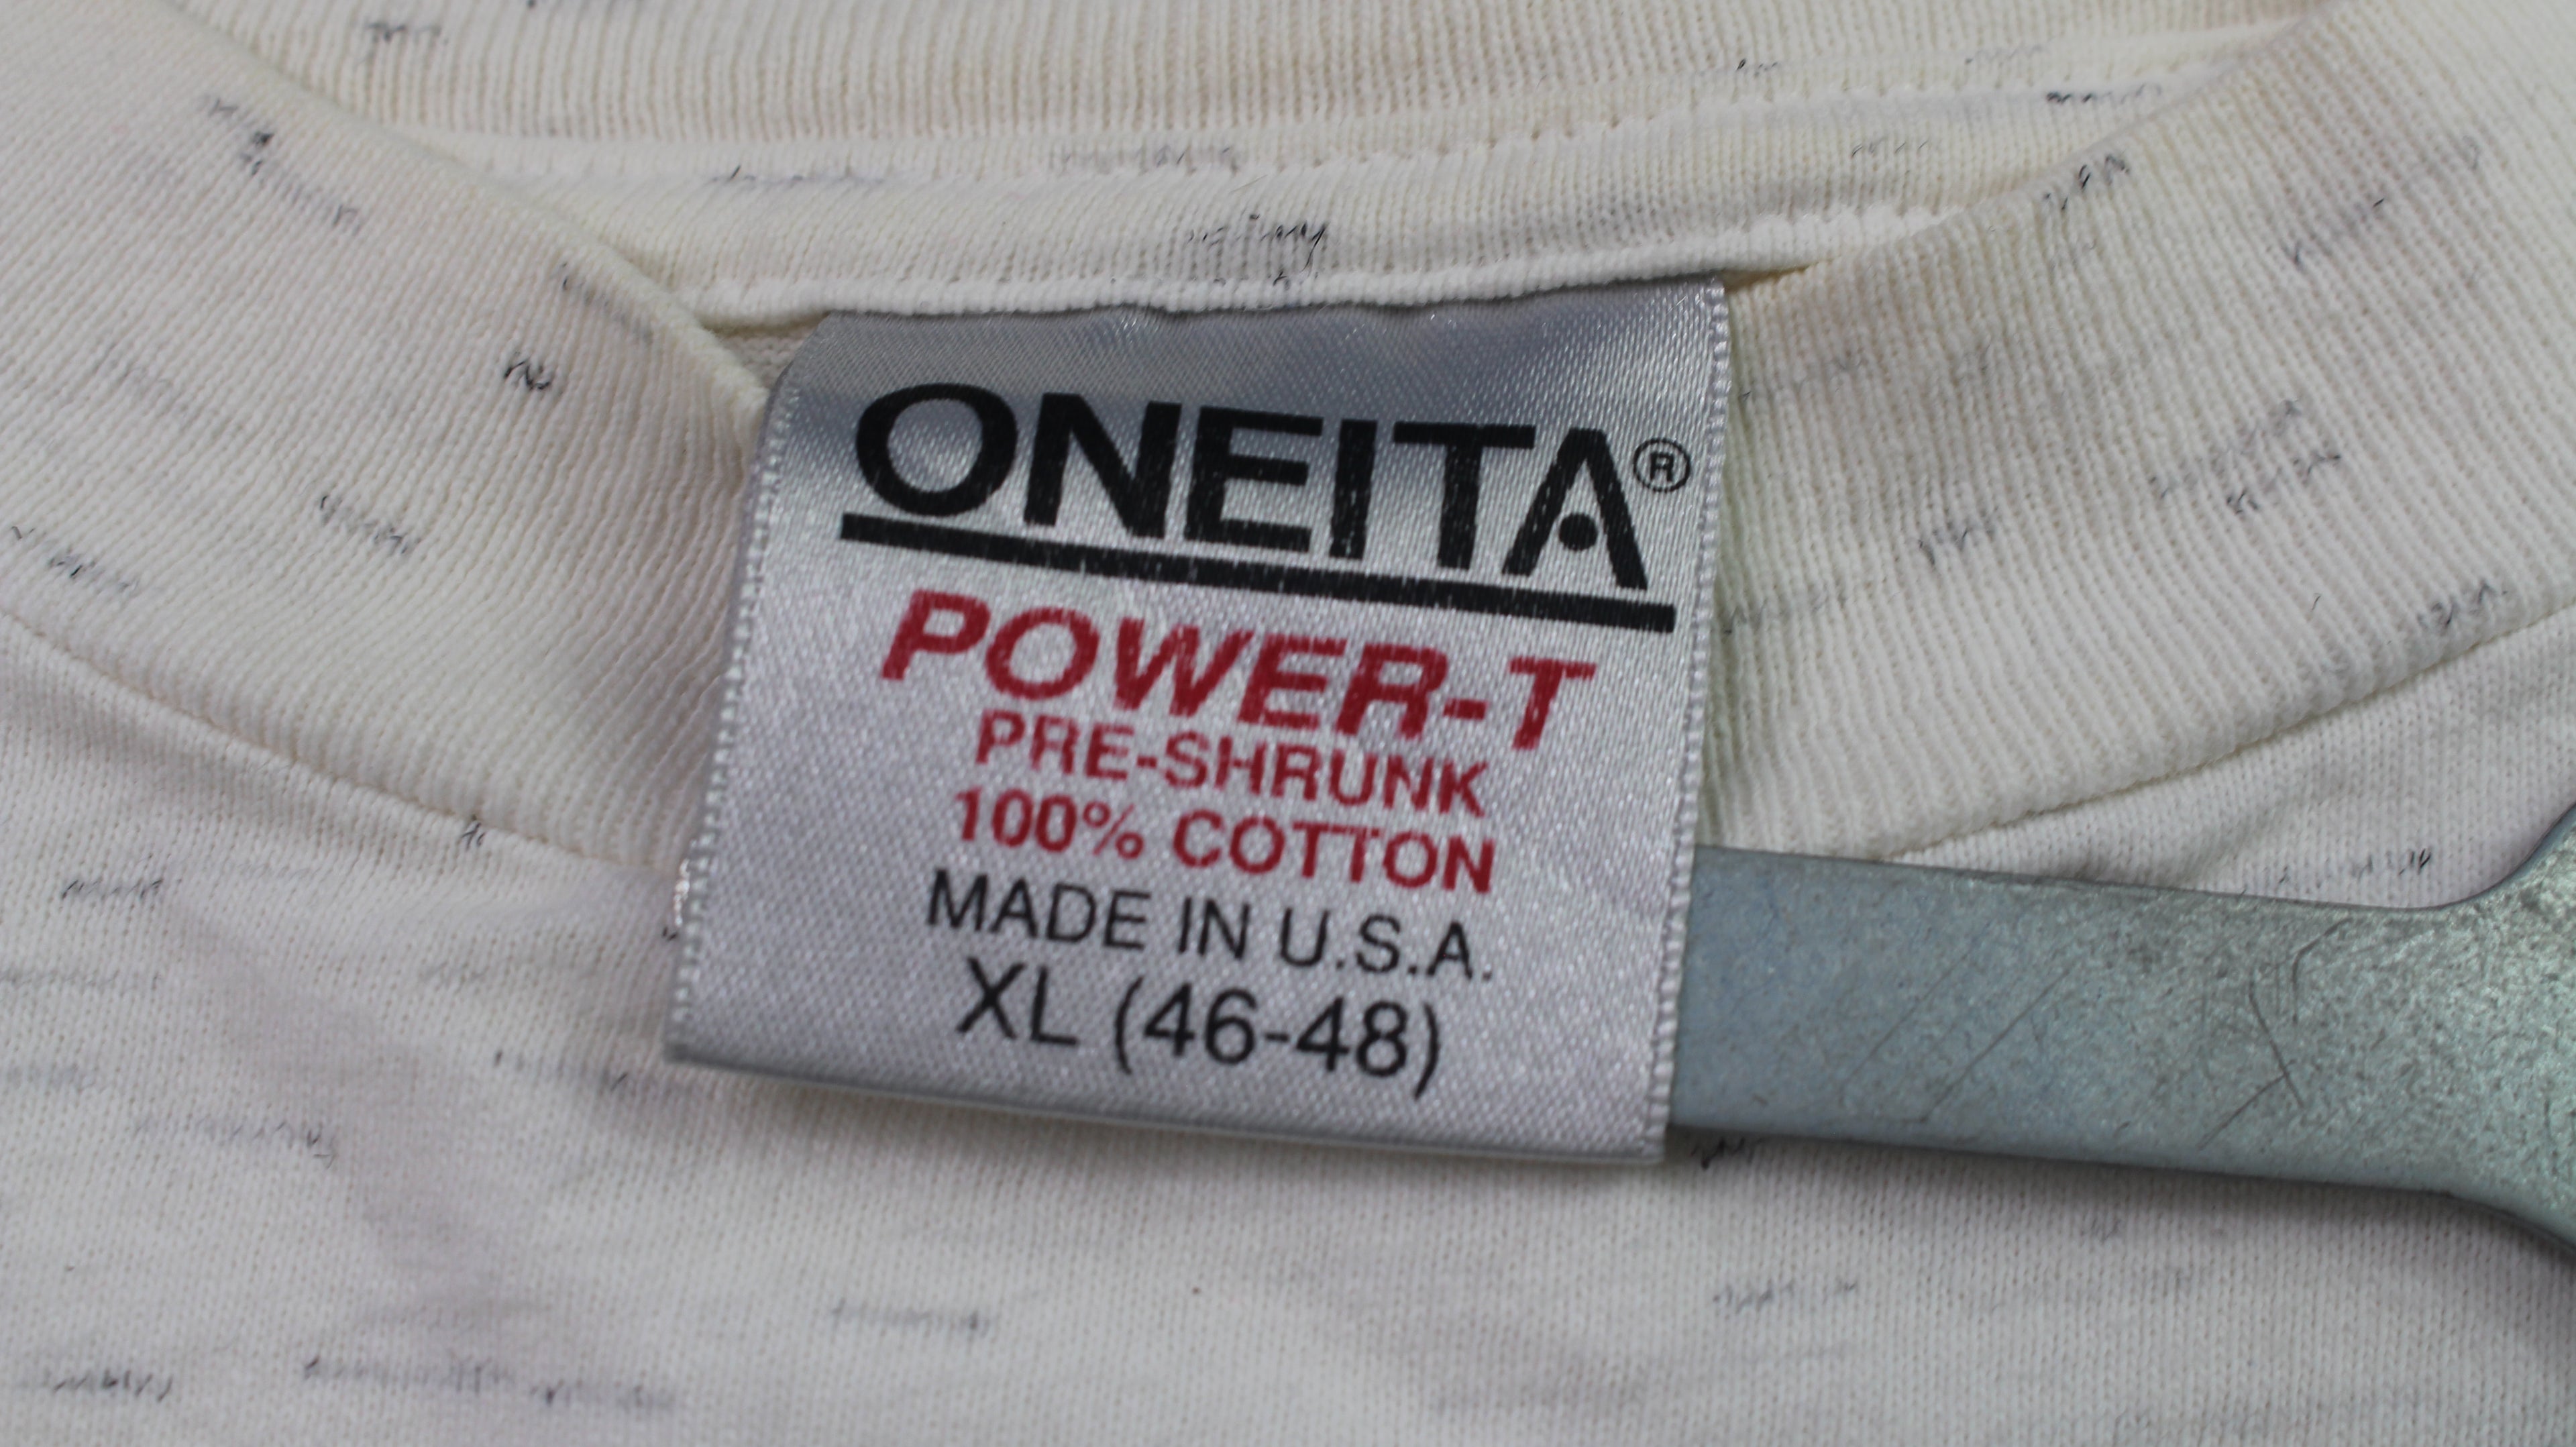 ONEITA®
POWER-T
PRE-SHRUNK
100% COTTON
MADE IN U.S.A.
XL (46-48)